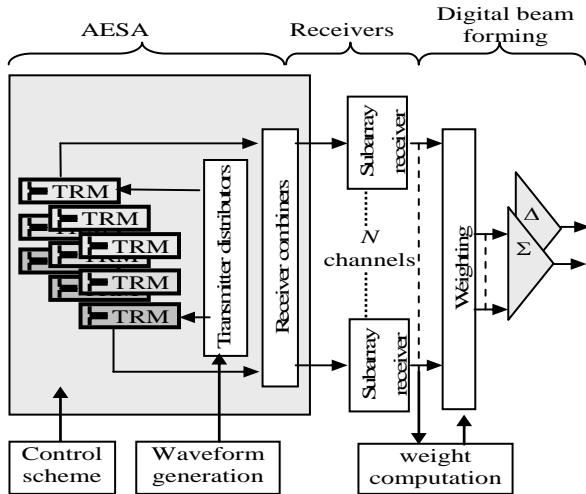 AESA
Receivers
Digital beam
forming
TRM
TRM
TRM
TRM
TRM
Transmitter distributors
Receiver combiners
Subarray
receiver
N
channels
Subarray
receiver
Weighting
Δ
Σ
Control
scheme
Waveform
generation
weight
computation